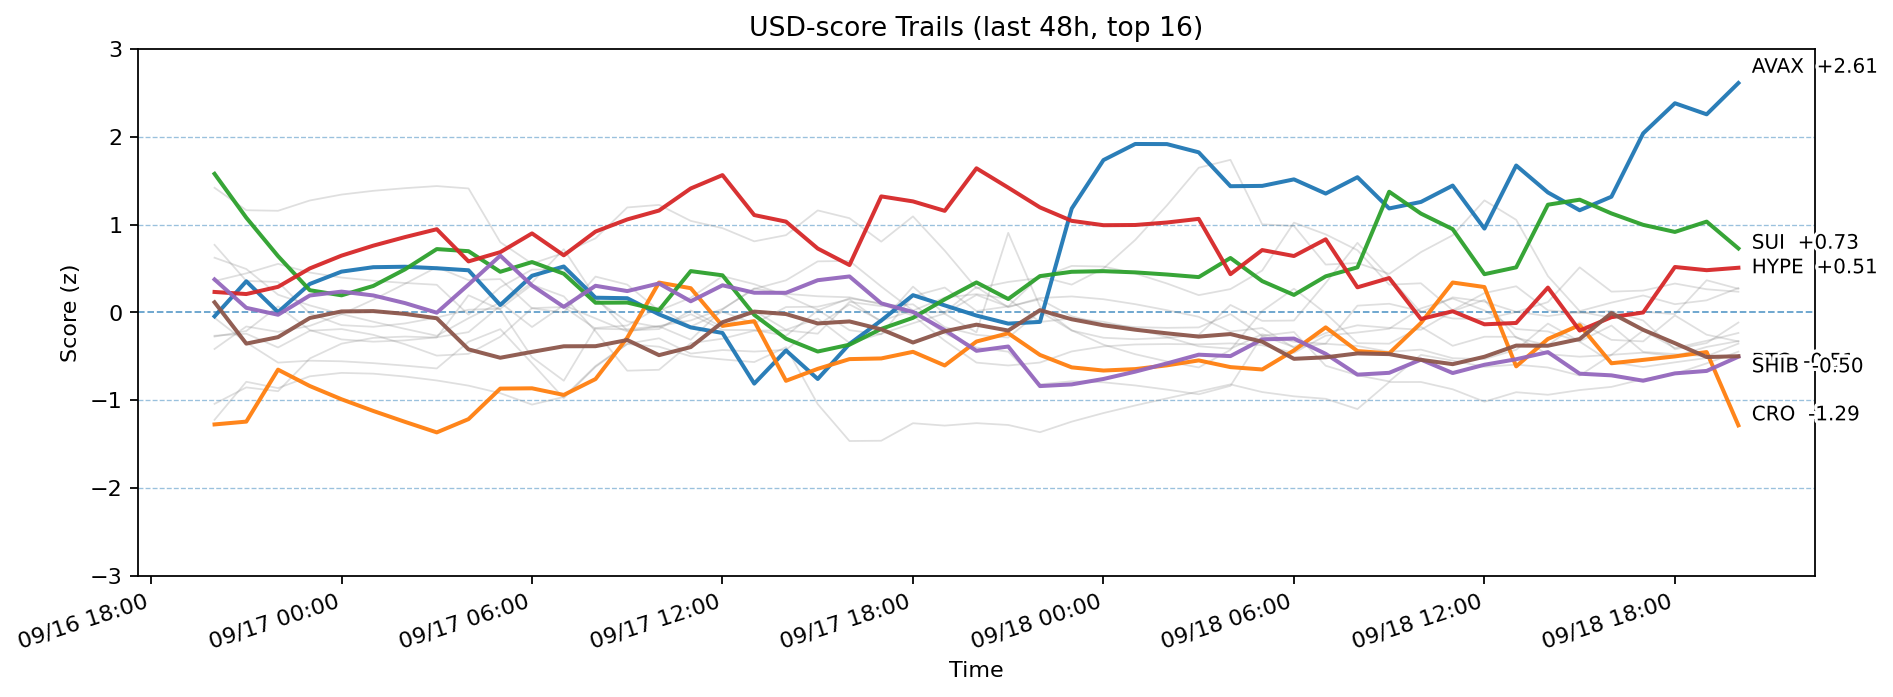 USD-score Trails (last 48h, top 16)
Score (z)
3
2
1
0
−1
−2
−3
AVAX +2.61
SUI +0.73
HYPE +0.51
SHIB -0.50
CRO -1.29
09/16 18:00
09/17 00:00
09/17 06:00
09/17 12:00
09/17 18:00
09/18 00:00
09/18 06:00
09/18 12:00
09/18 18:00
Time